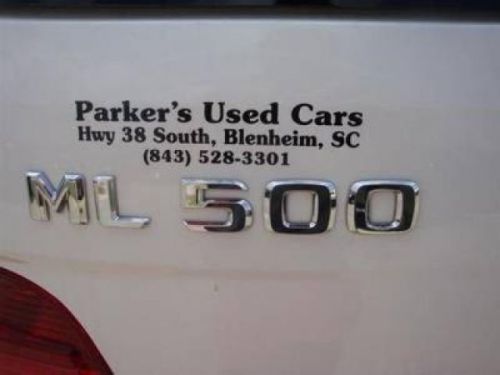 Parker's Used Cars
Hwy 38 South, Blenheim, SC
(843) 528-3301
ML 500